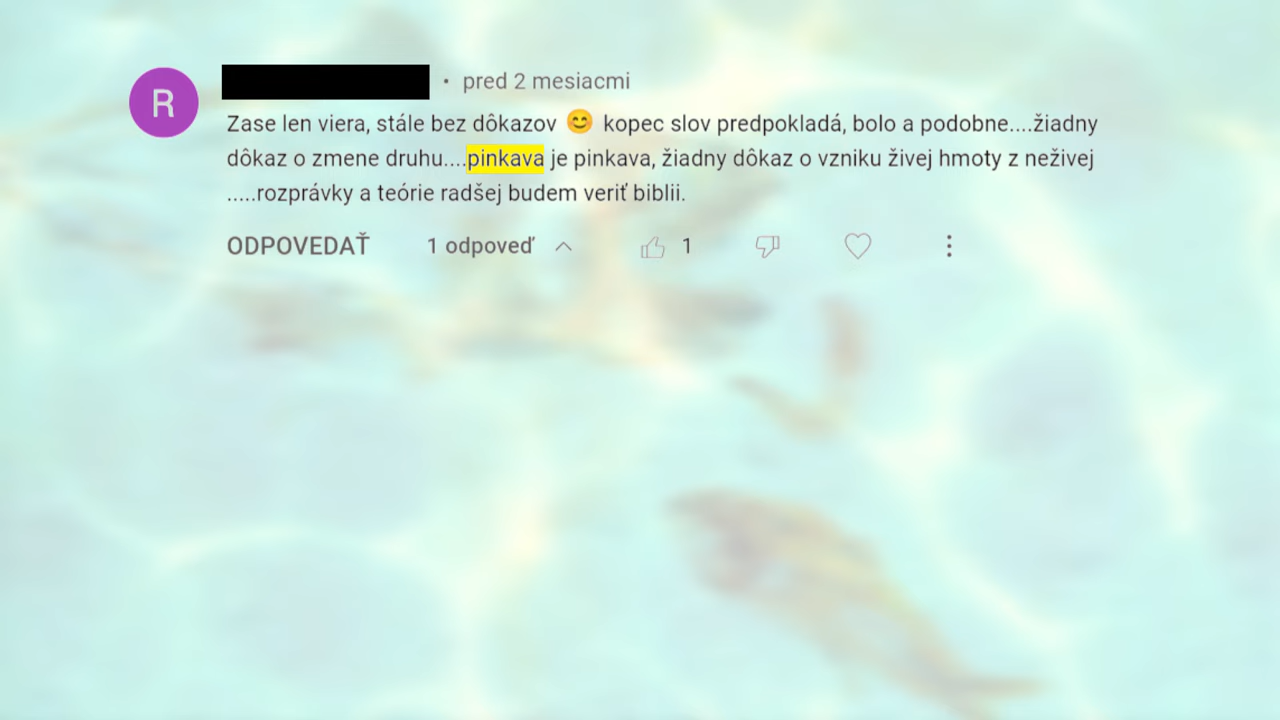 R
• pred 2 mesiacmi
Zase len viera, stále bez dôkazov 😊 kopec slov predpokladá, bolo a podobne....žiadny
dôkaz o zmene druhu....pinkava je pinkava, žiadny dôkaz o vzniku živej hmoty z neživej
.....rozprávky a teórie radšej budem veriť biblii.
ODPOVEDAŤ 1 odpoveď 1